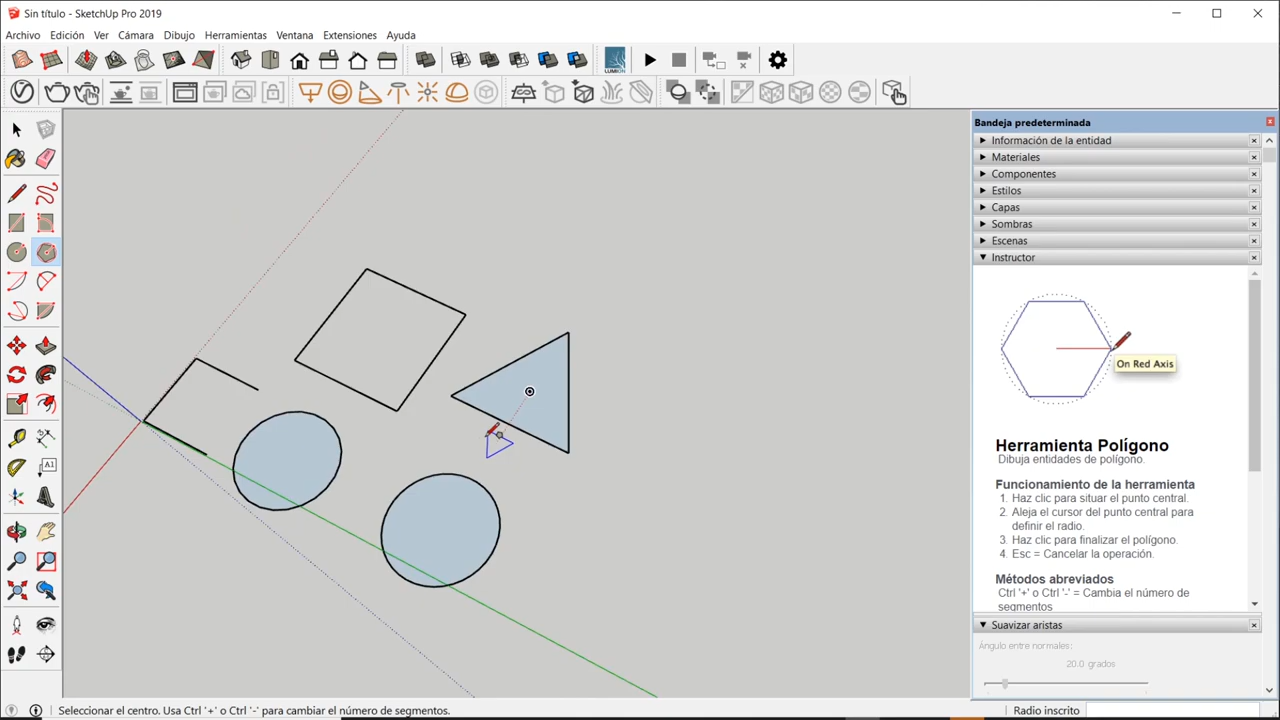 Sin título - SketchUp Pro 2019
Archivo Edición Ver Cámara Dibujo Herramientas Ventana Extensiones Ayuda
LUMION
Bandeja predeterminada
Información de la entidad
Materiales
Componentes
Estilos
Capas
Sombras
Escenas
Instructor
On Red Axis
Herramienta Polígono
Dibuja entidades de polígono.
Funcionamiento de la herramienta
1. Haz clic para situar el punto central.
2. Aleja el cursor del punto central para
definir el radio.
3. Haz clic para finalizar el polígono.
4. Esc = Cancelar la operación.
Métodos abreviados
Ctrl '+' o Ctrl '-' = Cambia el número de
segmentos
Suavizar aristas
Ángulo entre normales:
20.0 grados
Seleccionar el centro. Usa Ctrl '+' o Ctrl '-' para cambiar el número de segmentos.
Radio inscrito